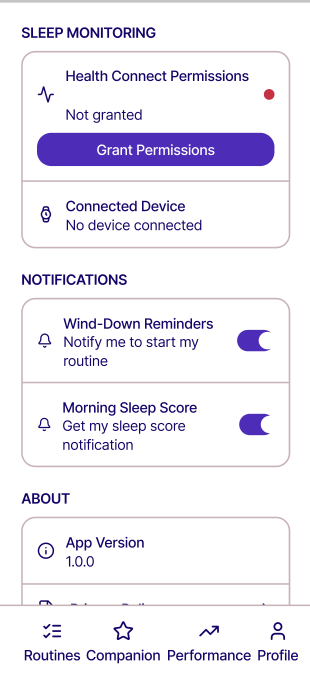 SLEEP MONITORING
Health Connect Permissions
Not granted
Grant Permissions
Connected Device
No device connected
NOTIFICATIONS
Wind-Down Reminders
Notify me to start my
routine
Morning Sleep Score
Get my sleep score
notification
ABOUT
App Version
1.0.0
Routines Companion Performance Profile